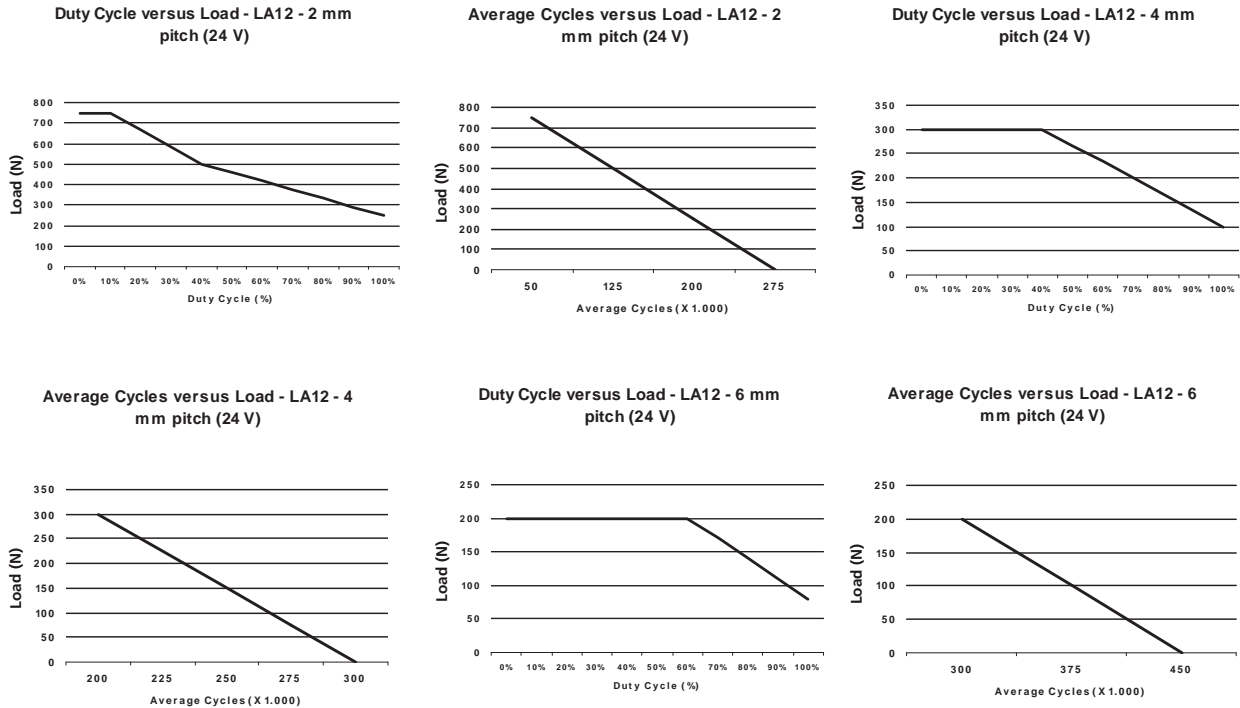 Duty Cycle versus Load - LA12 - 2 mm
pitch (24 V)
800
700
600
500
400
300
200
100
0
Load (N)
0% 10% 20% 30% 40% 50% 60% 70% 80% 90% 100%
Duty Cycle (%)
Average Cycles versus Load - LA12 - 2
mm pitch (24 V)
800
700
600
500
400
300
200
100
0
Load (N)
50 125 200 275
Average Cycles (X 1.000)
Duty Cycle versus Load - LA12 - 4 mm
pitch (24 V)
350
300
250
200
150
100
50
0
Load (N)
0% 10% 20% 30% 40% 50% 60% 70% 80% 90% 100%
Duty Cycle (%)
Average Cycles versus Load - LA12 - 4
mm pitch (24 V)
350
300
250
200
150
100
50
0
Load (N)
200 225 250 275 300
Average Cycles (X 1.000)
Duty Cycle versus Load - LA12 - 6 mm
pitch (24 V)
250
200
150
100
50
0
Load (N)
0% 10% 20% 30% 40% 50% 60% 70% 80% 90% 100%
Duty Cycle (%)
Average Cycles versus Load - LA12 - 6
mm pitch (24 V)
250
200
150
100
50
0
Load (N)
300 375 450
Average Cycles (X 1.000)